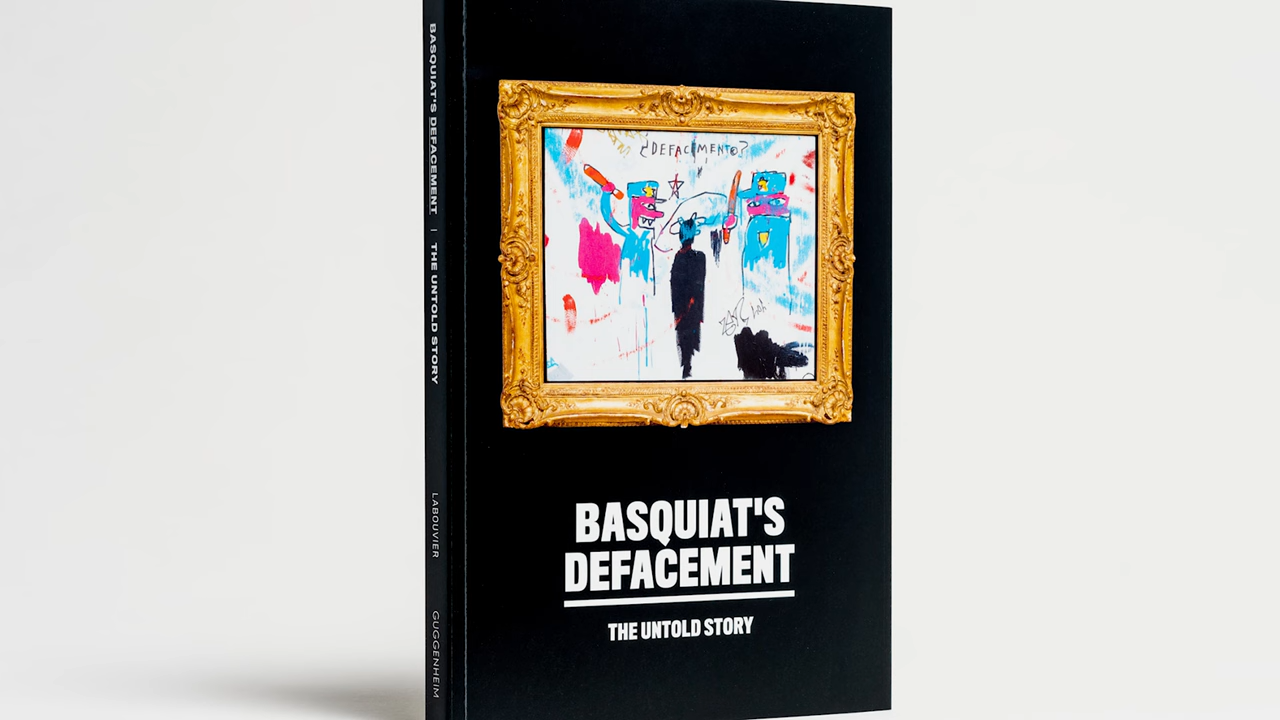 BASQUIAT'S DEFACEMENT | THE UNTOLD STORY
LABOUVIER
GUGGENHEIM
¿DEFACEMENTO?
BASQUIAT'S
DEFACEMENT
THE UNTOLD STORY